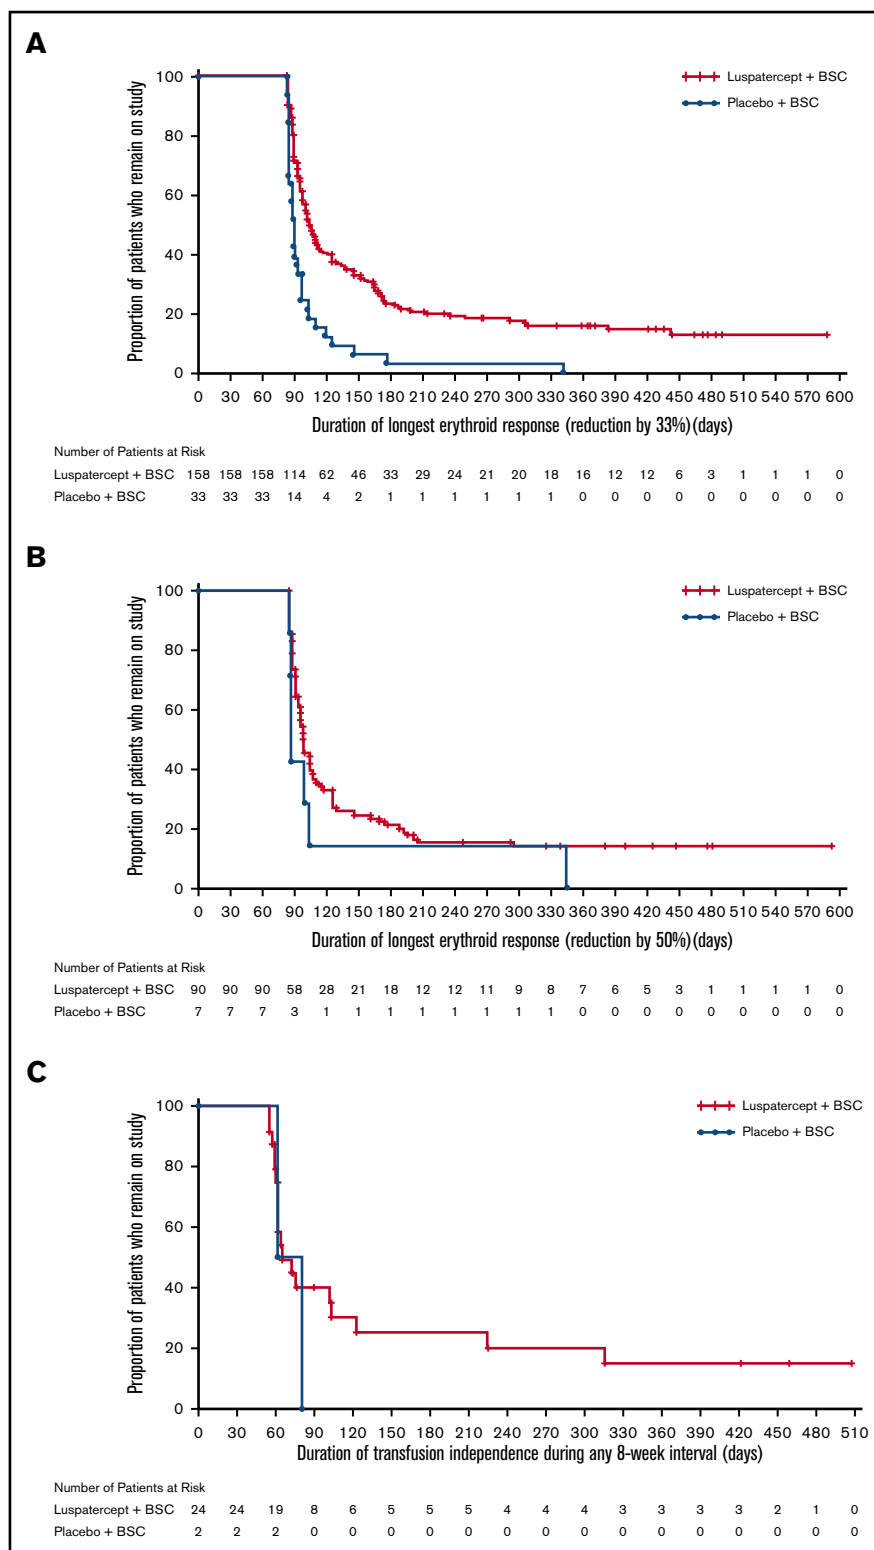 A
Luspatercept + BSC
Placebo + BSC
Proportion of patients who remain on study
100
80
60
40
20
0
0 30 60 90 120 150 180 210 240 270 300 330 360 390 420 450 480 510 540 570 600
Duration of longest erythroid response (reduction by 33%)(days)
Number of Patients at Risk
Luspatercept + BSC 158 158 158 114 62 46 33 29 24 21 20 18 16 12 12 6 3 1 1 1 0
Placebo + BSC 33 33 33 14 4 2 1 1 1 1 1 1 0 0 0 0 0 0 0 0 0
B
Luspatercept + BSC
Placebo + BSC
Proportion of patients who remain on study
100
80
60
40
20
0
0 30 60 90 120 150 180 210 240 270 300 330 360 390 420 450 480 510 540 570 600
Duration of longest erythroid response (reduction by 50%)(days)
Number of Patients at Risk
Luspatercept + BSC 90 90 90 58 28 21 18 12 12 11 9 8 7 6 5 3 1 1 1 1 0
Placebo + BSC 7 7 7 3 1 1 1 1 1 1 1 1 0 0 0 0 0 0 0 0 0
C
Luspatercept + BSC
Placebo + BSC
Proportion of patients who remain on study
100
80
60
40
20
0
0 30 60 90 120 150 180 210 240 270 300 330 360 390 420 450 480 510
Duration of transfusion independence during any 8-week interval (days)
Number of Patients at Risk
Luspatercept + BSC 24 24 19 8 6 5 5 5 4 4 4 3 3 3 3 2 1 0
Placebo + BSC 2 2 2 0 0 0 0 0 0 0 0 0 0 0 0 0 0 0